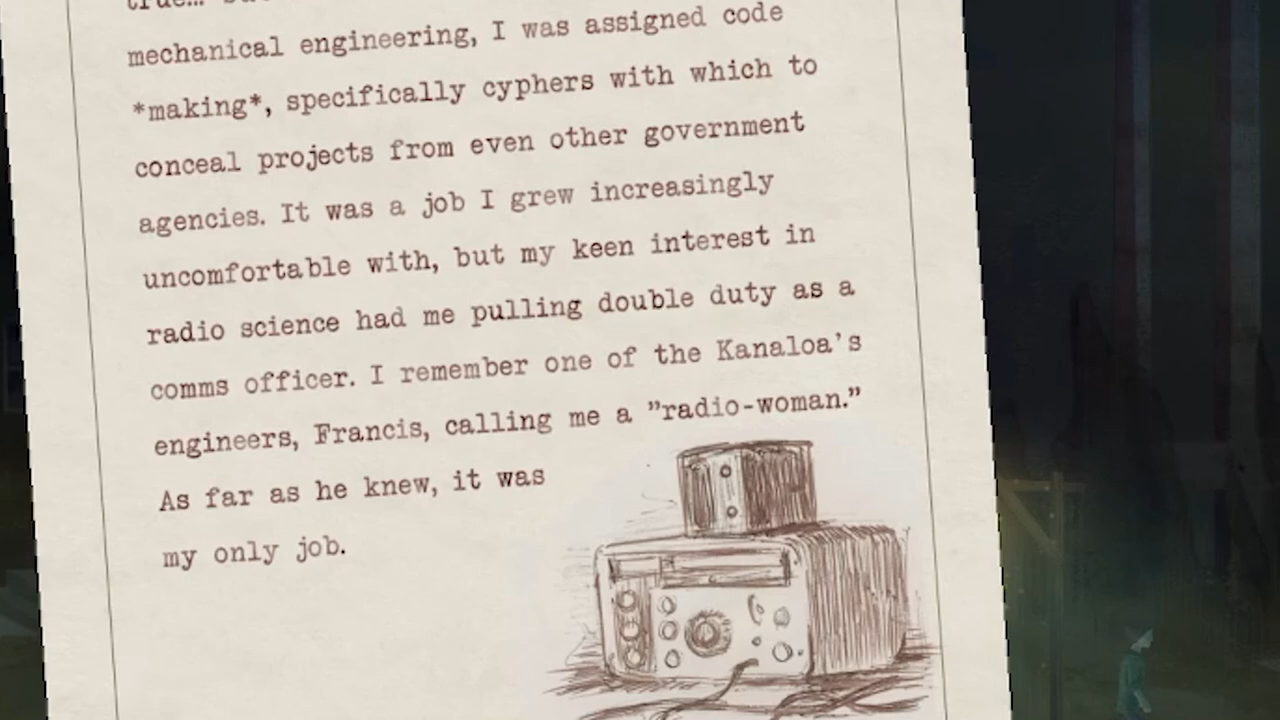 true…
mechanical engineering, I was assigned code
*making*, specifically cyphers with which to
conceal projects from even other government
agencies. It was a job I grew increasingly
uncomfortable with, but my keen interest in
radio science had me pulling double duty as a
comms officer. I remember one of the Kanaloa's
engineers, Francis, calling me a ”radio-woman.”
As far as he knew, it was
my only job.